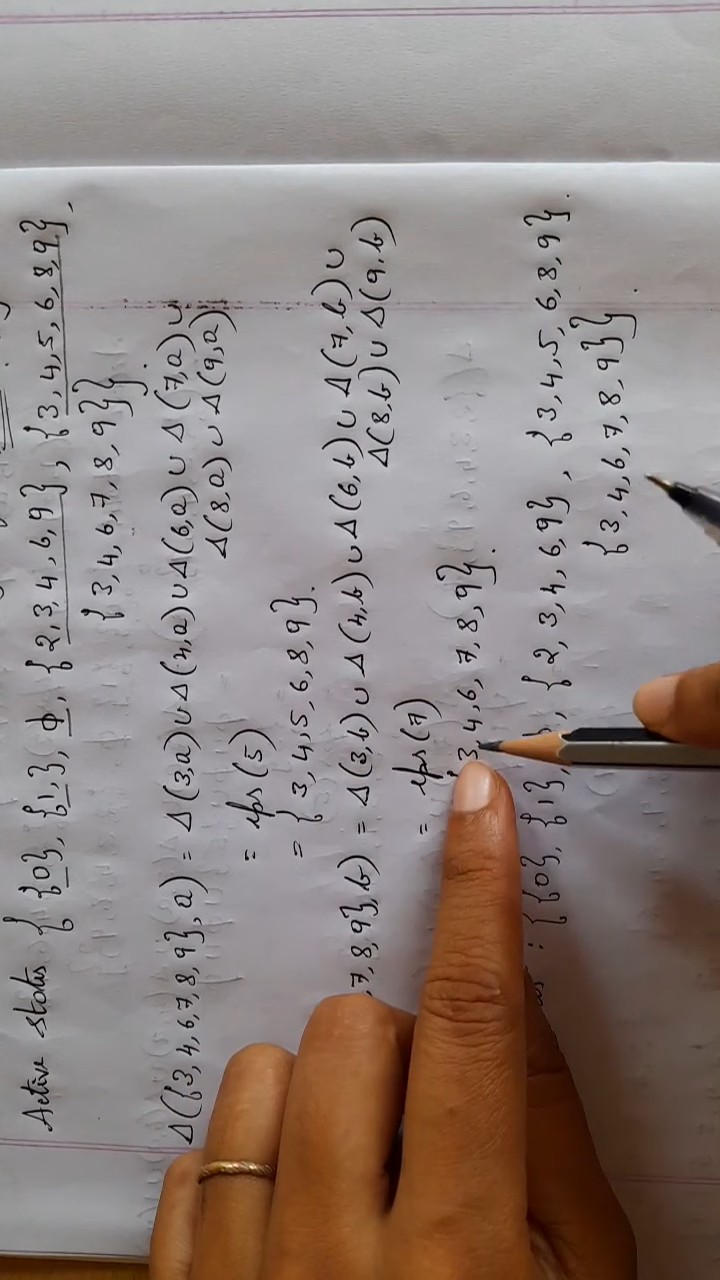 Active states { {0}, {1}, ϕ, {2,3,4,6,9}, {3,4,5,6,8,9},
{3,4,6,7,8,9}}.
Δ({3,4,6,7,8,9},a) = Δ(3,a)∪Δ(4,a)∪Δ(6,a)∪Δ(7,a)∪
Δ(8,a)∪Δ(9,a)
= eps(5)
= {3,4,5,6,8,9}.
,7,8,9},b) = Δ(3,b)∪Δ(4,b)∪Δ(6,b)∪Δ(7,b)∪
Δ(8,b)∪Δ(9,b)
= eps(7)
{3,4,6,7,8,9}.
: {{0}, {1}, , {2,3,4,6,9}, {3,4,5,6,8,9}.
{3,4,6,7,8,9}}.